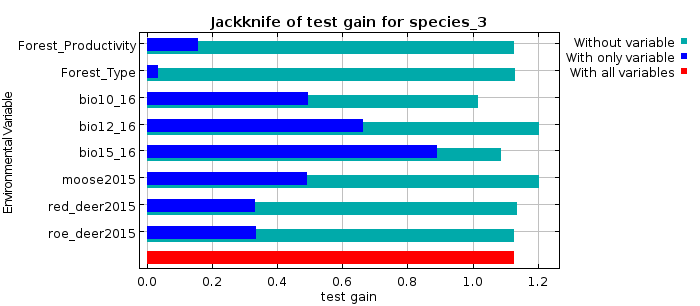 Jackknife of test gain for species_3
Environmental Variable
Forest_Productivity
Forest_Type
bio10_16
bio12_16
bio15_16
moose2015
red_deer2015
roe_deer2015
0.0 0.2 0.4 0.6 0.8 1.0 1.2
test gain
Without variable
With only variable
With all variables